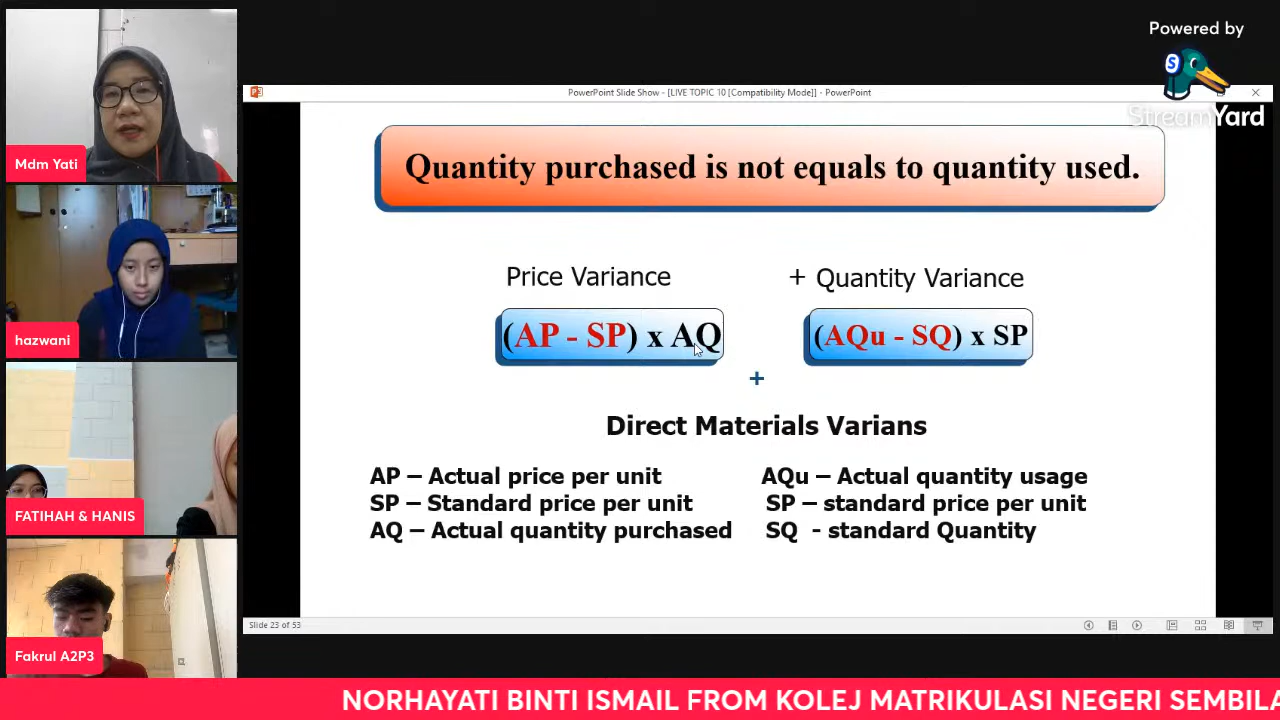 Powered by
StreamYard
PowerPoint Slide Show - [LIVE TOPIC 10 [Compatibility Mode]] - PowerPoint
Quantity purchased is not equals to quantity used.
Price Variance
+ Quantity Variance
(AP - SP) x AQ
(AQu - SQ) x SP
+
Direct Materials Varians
AP – Actual price per unit
SP – Standard price per unit
AQ – Actual quantity purchased
AQu – Actual quantity usage
SP – standard price per unit
SQ - standard Quantity
Slide 23 of 53
Mdm Yati
hazwani
FATIHAH & HANIS
Fakrul A2P3
NORHAYATI BINTI ISMAIL FROM KOLEJ MATRIKULASI NEGERI SEMBILA